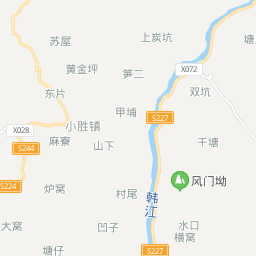 苏屋
上炭坑
塘
黄金坪
笋二
X072
东片
双坑
甲埔
S227
小胜镇
X028
麻寮
山下
干塘
S244
S224
炉窝
村尾
韩江
风门坳
大窝
凹子
水口
横窝
塘仔
S227